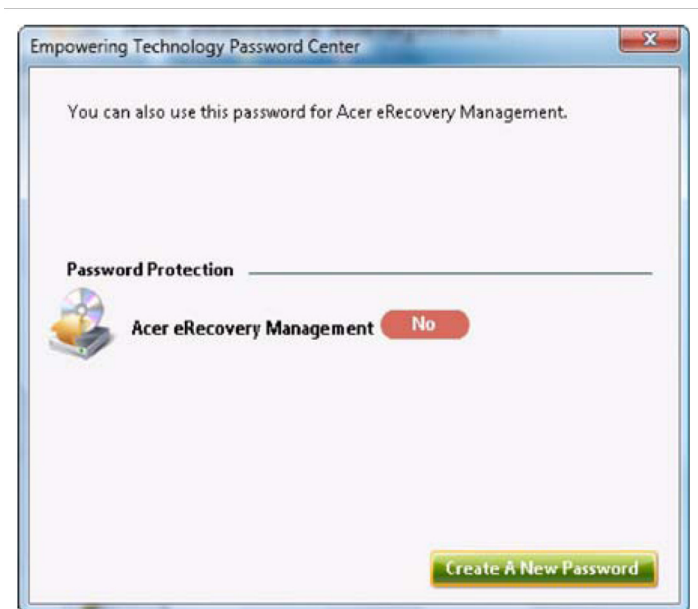 Empowering Technology Password Center
You can also use this password for Acer eRecovery Management.
Password Protection
Acer eRecovery Management No
Create A New Password